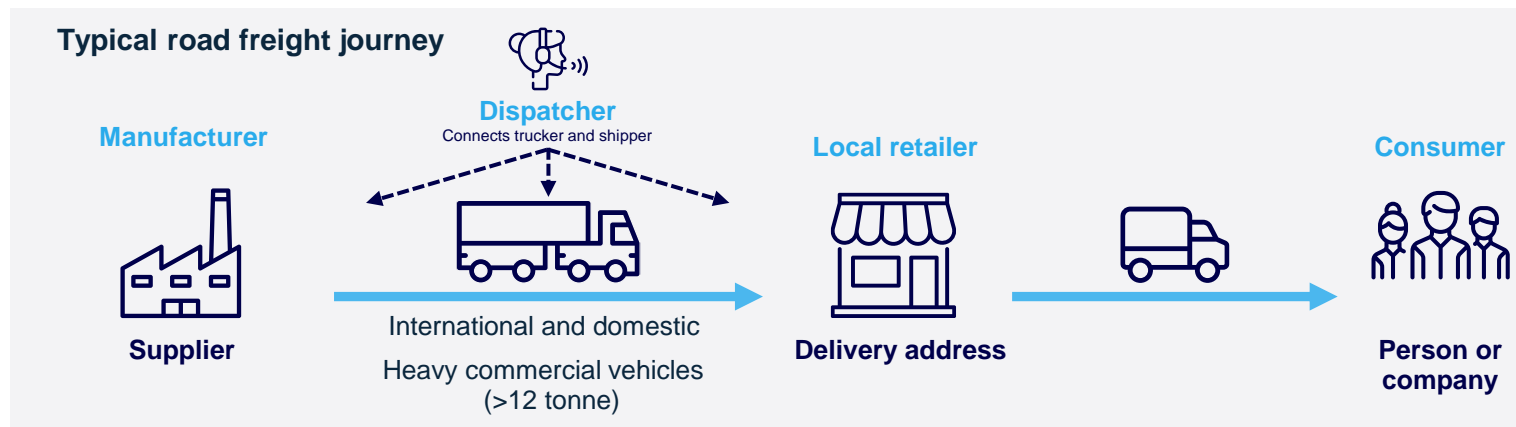 Typical road freight journey
Dispatcher
Connects trucker and shipper
Manufacturer
Local retailer
Consumer
Supplier
International and domestic
Heavy commercial vehicles
(>12 tonne)
Delivery address
Person or
company